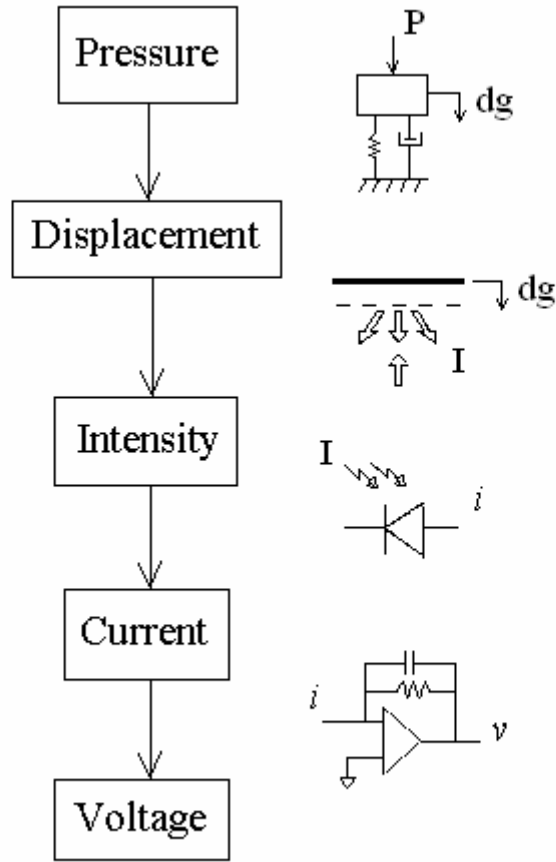 Pressure
P
dg
Displacement
dg
I
Intensity
I
i
Current
i
v
Voltage